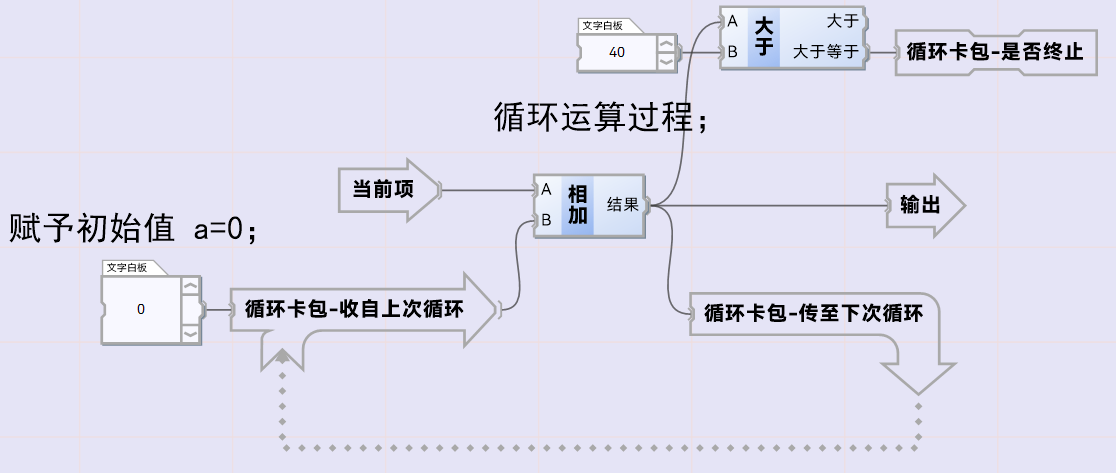 文字白板
40
A
B
大于
大于
大于等于
循环卡包-是否终止
循环运算过程；
当前项
A
B
相加
结果
输出
赋予初始值 a=0；
文字白板
0
循环卡包-收自上次循环
循环卡包-传至下次循环